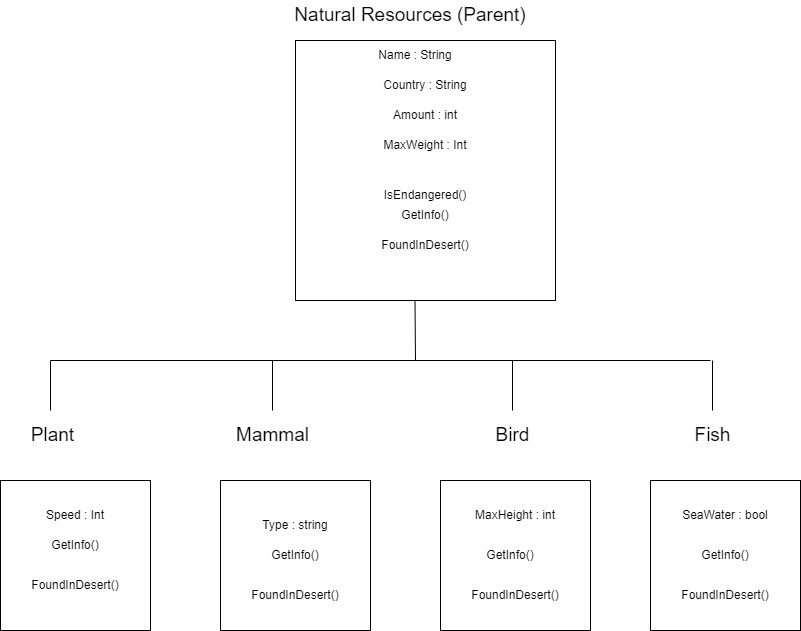 Natural Resources (Parent)
Name : String
Country : String
Amount : int
MaxWeight : Int
IsEndangered()
GetInfo()
FoundInDesert()
Plant
Mammal
Bird
Fish
Speed : Int
GetInfo()
FoundInDesert()
Type : string
GetInfo()
FoundInDesert()
MaxHeight : int
GetInfo()
FoundInDesert()
SeaWater : bool
GetInfo()
FoundInDesert()